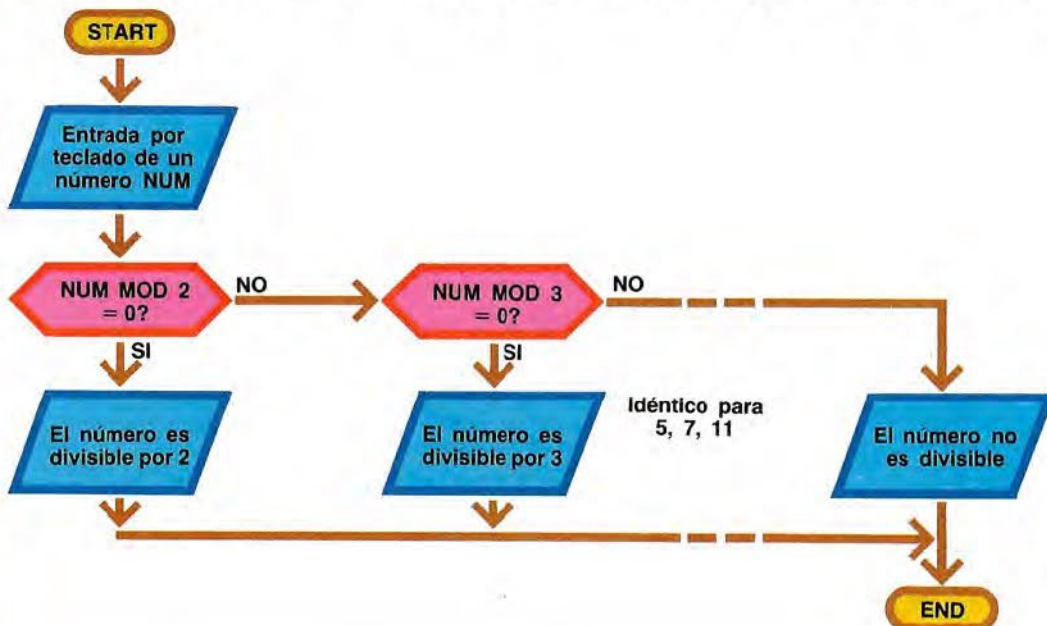 START
Entrada por
teclado de un
número NUM
NUM MOD 2
= 0?
NO
NUM MOD 3
= 0?
NO
SI
SI
El número es
divisible por 2
El número es
divisible por 3
Idéntico para
5, 7, 11
El número no
es divisible
END